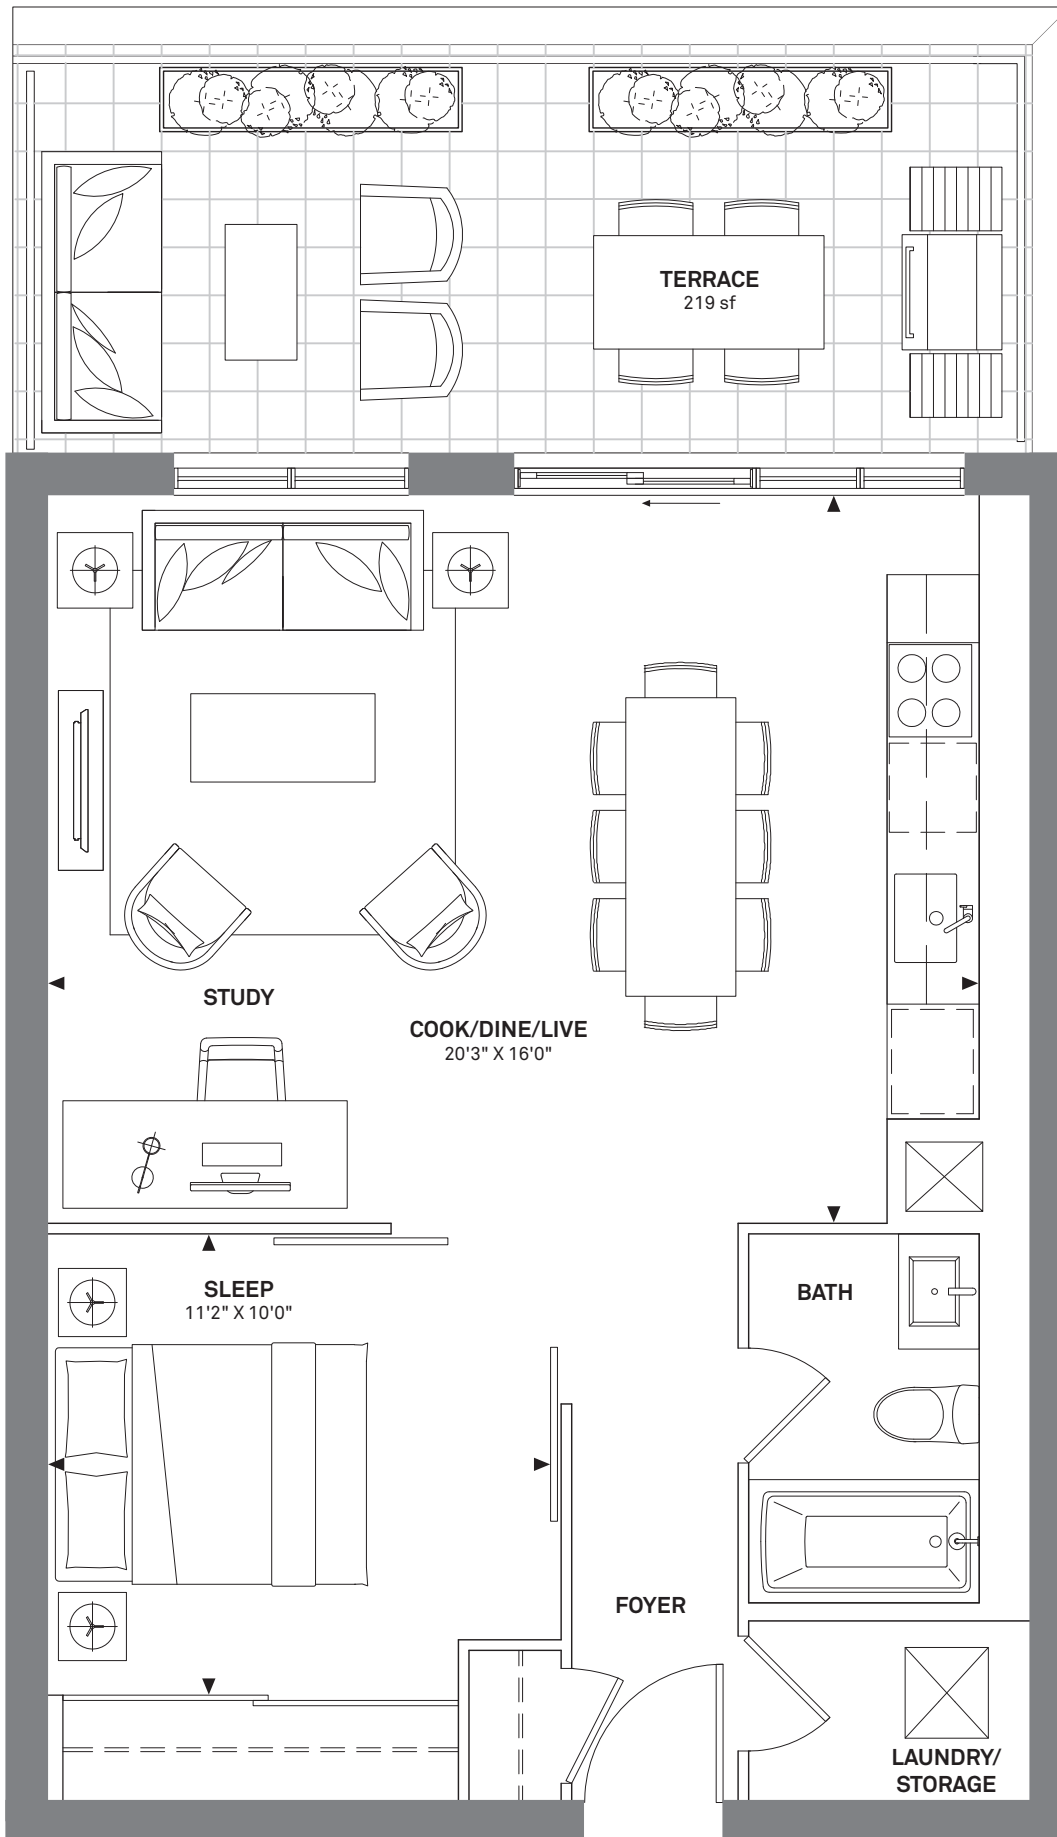 TERRACE
219 sf
STUDY
COOK/DINE/LIVE
20'3" X 16'0"
SLEEP
11'2" X 10'0"
BATH
FOYER
LAUNDRY/
STORAGE